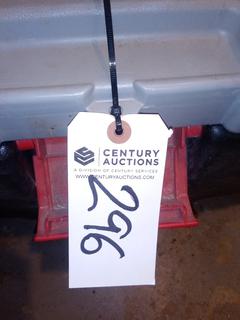 CENTURY
AUCTIONS
A DIVISION OF CENTURY SERVICES
WWW.CENTURYAUCTIONS.COM
296